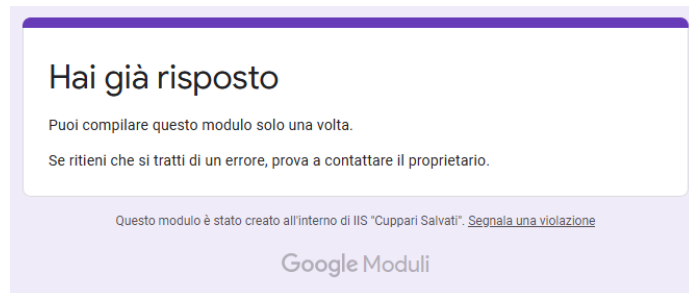 Hai già risposto
Puoi compilare questo modulo solo una volta.
Se ritieni che si tratti di un errore, prova a contattare il proprietario.
Questo modulo è stato creato all'interno di IIS "Cuppari Salvati". Segnala una violazione
Google Moduli